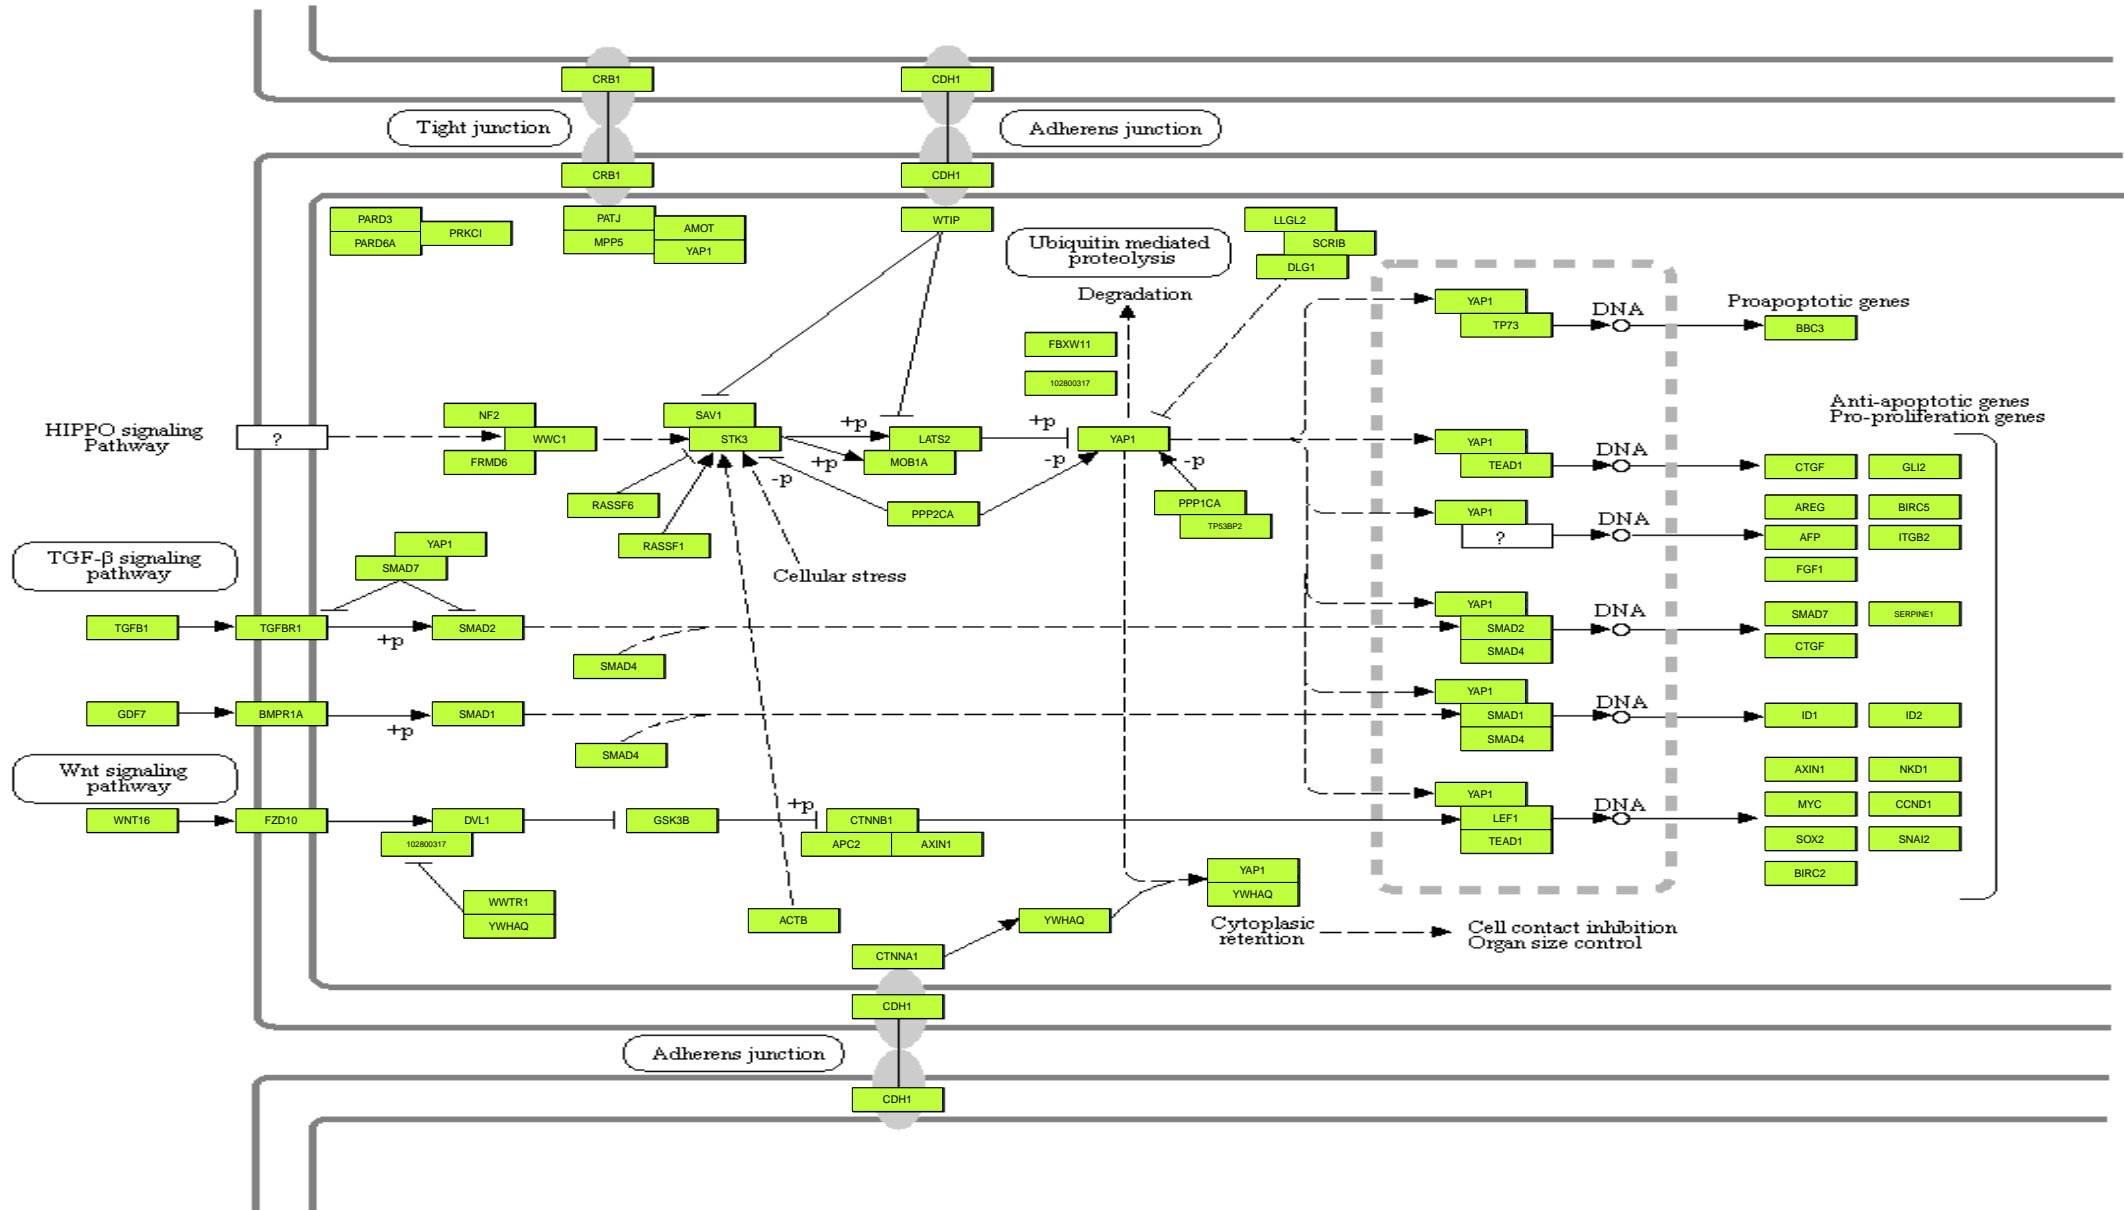 CRB1
CDH1
Tight junction
Adherens junction
CRB1
CDH1
PARD3
PARD6A
PRKCI
PATJ
MPP5
AMOT
YAP1
WTIP
LLGL2
SCRIB
DLG1
Ubiquitin mediated
proteolysis
Degradation
FBXW11
102800317
YAP1
TP73
DNA
Proapoptotic genes
BBC3
Anti-apoptotic genes
Pro-proliferation genes
HIPPO signaling
Pathway
?
NF2
WWC1
FRMD6
SAV1
STK3
+p
+p
LATS2
MOB1A
+p
YAP1
-p
-p
-p
RASSF6
RASSF1
PPP2CA
PPP1CA
TP53BP2
Cellular stress
YAP1
TEAD1
DNA
CTGF
GLI2
YAP1
?
DNA
AREG
BIRC5
AFP
ITGB2
FGF1
TGF-β signaling
pathway
YAP1
SMAD7
TGFB1
TGFBR1
+p
SMAD2
SMAD4
YAP1
SMAD2
SMAD4
DNA
SMAD7
SERPINE1
CTGF
GDF7
BMPR1A
+p
SMAD1
SMAD4
YAP1
SMAD1
SMAD4
DNA
ID1
ID2
Wnt signaling
pathway
WNT16
FZD10
DVL1
102800317
GSK3B
+p
CTNNB1
APC2
AXIN1
YAP1
LEF1
TEAD1
DNA
AXIN1
NKD1
MYC
CCND1
SOX2
SNAI2
BIRC2
WWTR1
YWHAQ
ACTB
YWHAQ
YAP1
YWHAQ
Cytoplasic
retention
Cell contact inhibition
Organ size control
CTNNA1
CDH1
Adherens junction
CDH1